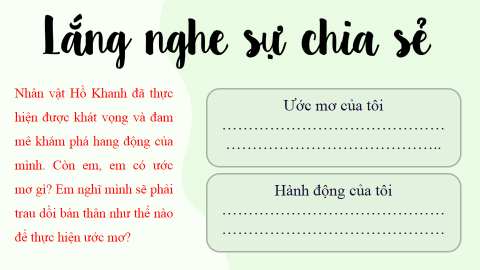 Lắng nghe sự chia sẻ
Nhân vật Hồ Khanh đã thực
hiện được khát vọng và đam
mê khám phá hang động của
mình. Còn em, em có ước
mơ gì? Em nghĩ mình sẽ phải
trau dồi bản thân như thế nào
để thực hiện ước mơ?
Ước mơ của tôi
……………………………………
…………………………………..
Hành động của tôi
……………………………………
……………………………………